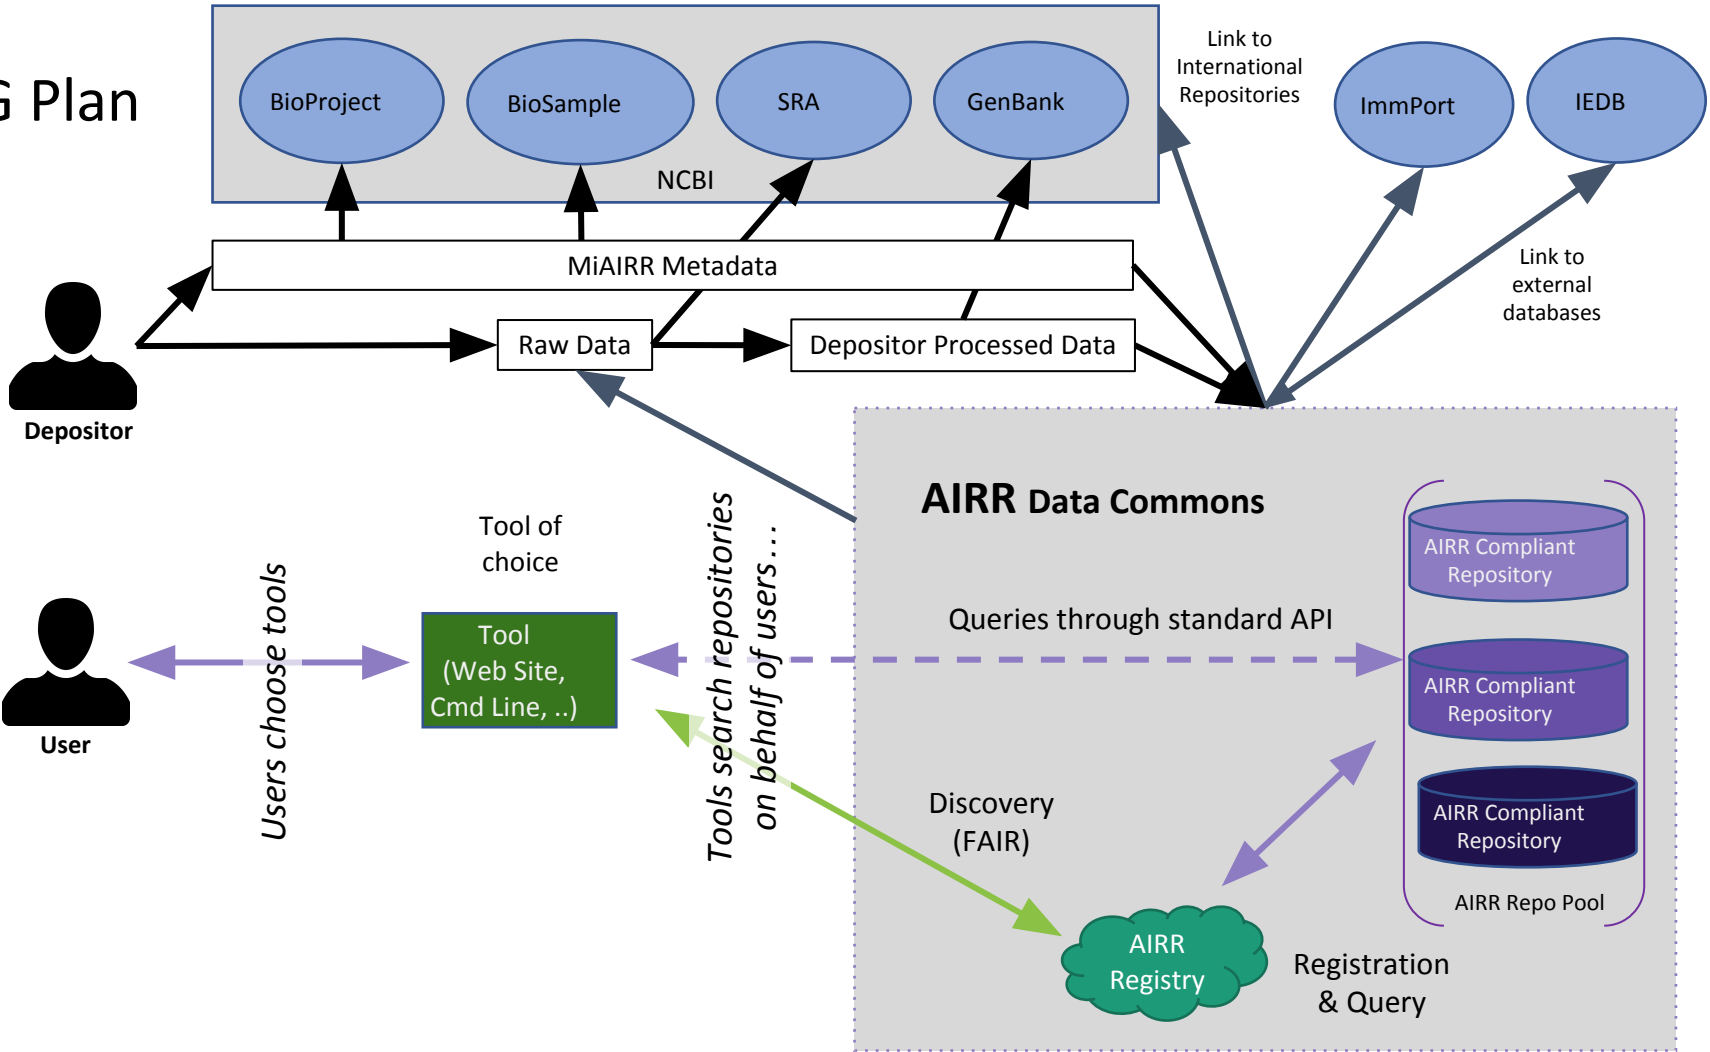 G Plan
BioProject
BioSample
SRA
GenBank
NCBI
Link to
International
Repositories
ImmPort
IEDB
MiAIRR Metadata
Link to
external
databases
Raw Data
Depositor Processed Data
Depositor
AIRR Data Commons
Tool of
choice
Users choose tools
Tools search repositories
on behalf of users…
Tool
(Web Site,
Cmd Line, ..)
User
Queries through standard API
AIRR Compliant
Repository
AIRR Compliant
Repository
AIRR Compliant
Repository
AIRR Repo Pool
Discovery
(FAIR)
AIRR
Registry
Registration
& Query